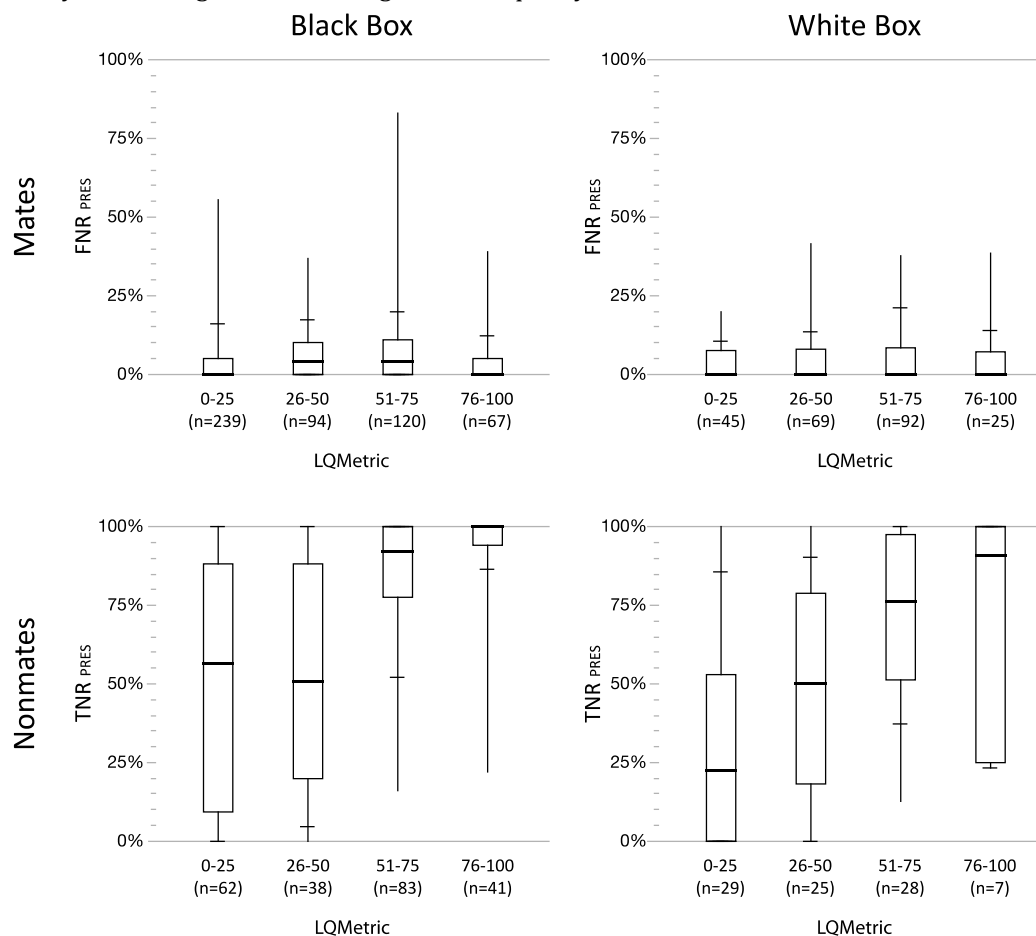 Black Box White Box
Mates
FNR PRES
100%
75%
50%
25%
0%
0-25 26-50 51-75 76-100
(n=239) (n=94) (n=120) (n=67)
LQMetric
FNR PRES
100%
75%
50%
25%
0%
0-25 26-50 51-75 76-100
(n=45) (n=69) (n=92) (n=25)
LQMetric
Nonmates
TNR PRES
100%
75%
50%
25%
0%
0-25 26-50 51-75 76-100
(n=62) (n=38) (n=83) (n=41)
LQMetric
TNR PRES
100%
75%
50%
25%
0%
0-25 26-50 51-75 76-100
(n=29) (n=25) (n=28) (n=7)
LQMetric